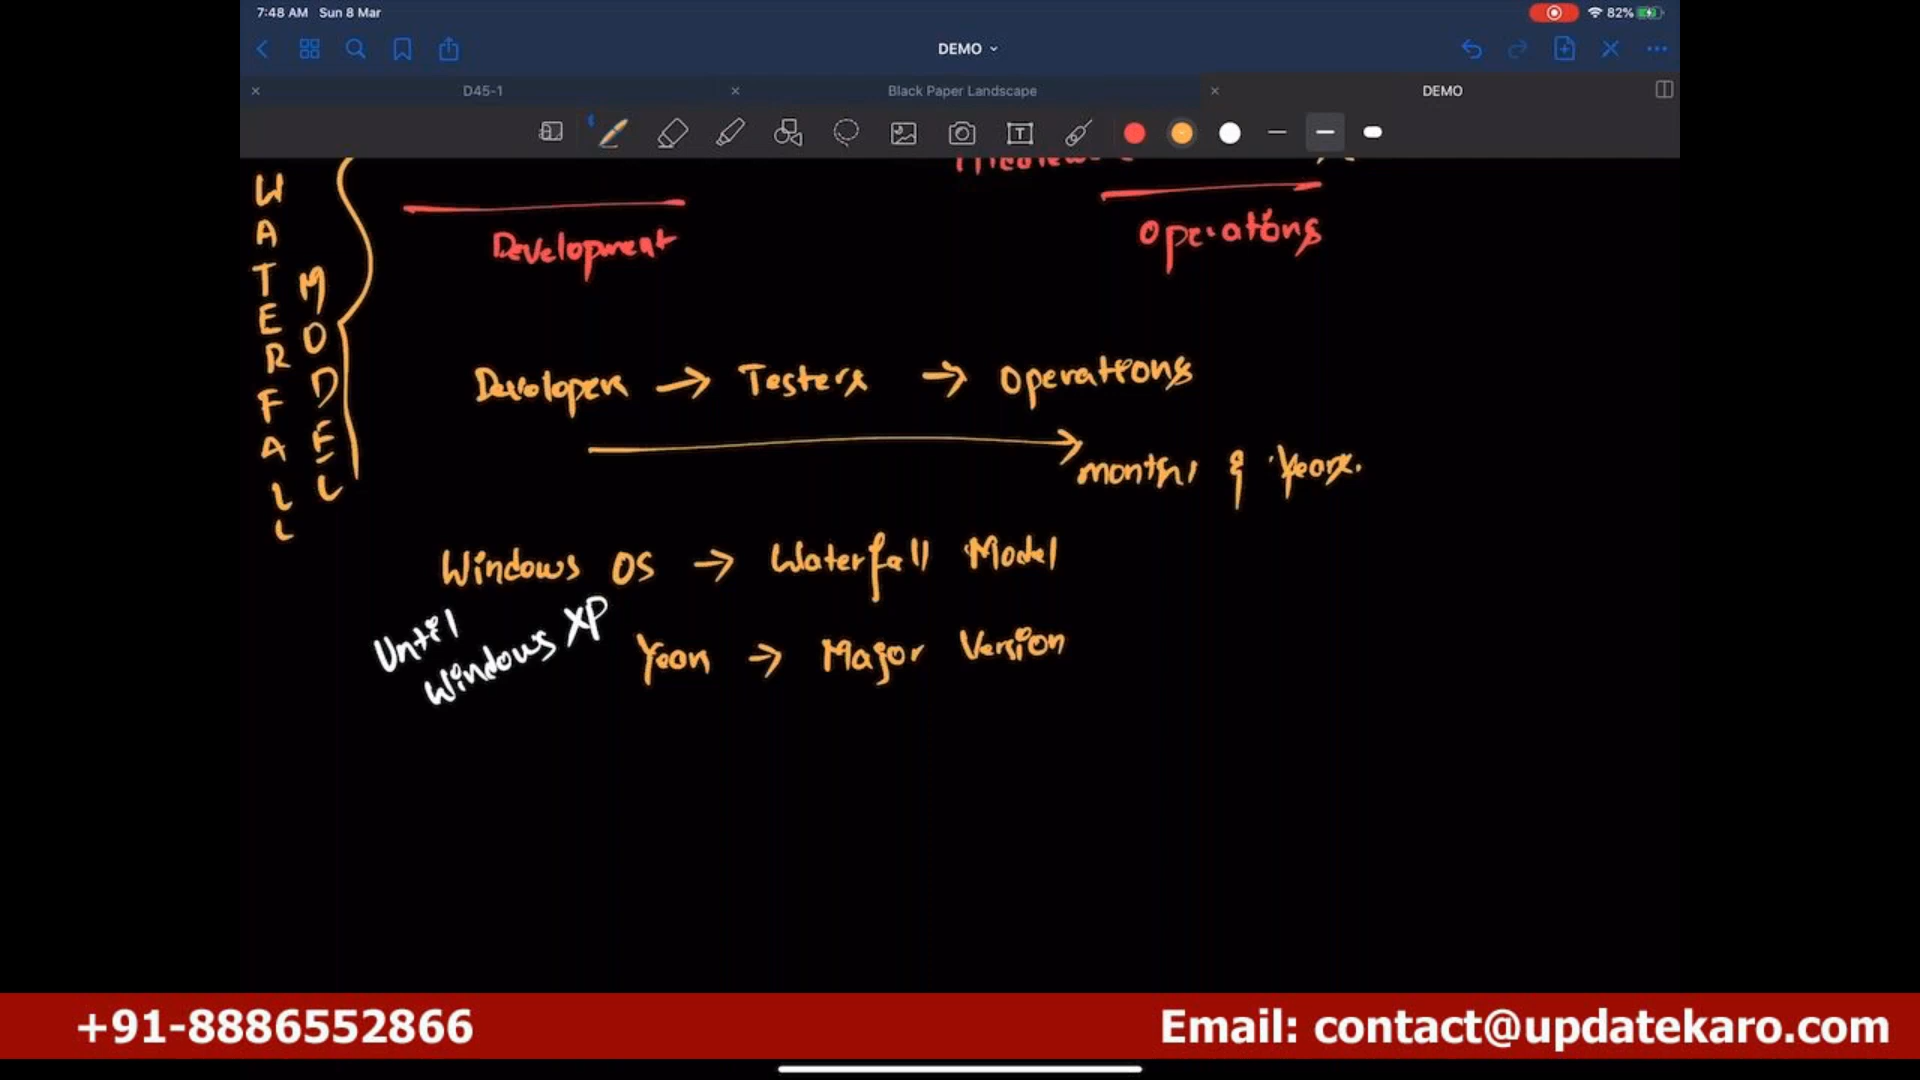 7:48 AM Sun 8 Mar
82%
DEMO
D45-1
Black Paper Landscape
DEMO
Development
Operations
WATERFALL
MODEL
Developers → Testers → Operations
months & Years.
Windows OS → Waterfall Model
Until
Windows XP
Year → Major Version
+91-8886552866
Email: contact@updatekaro.com